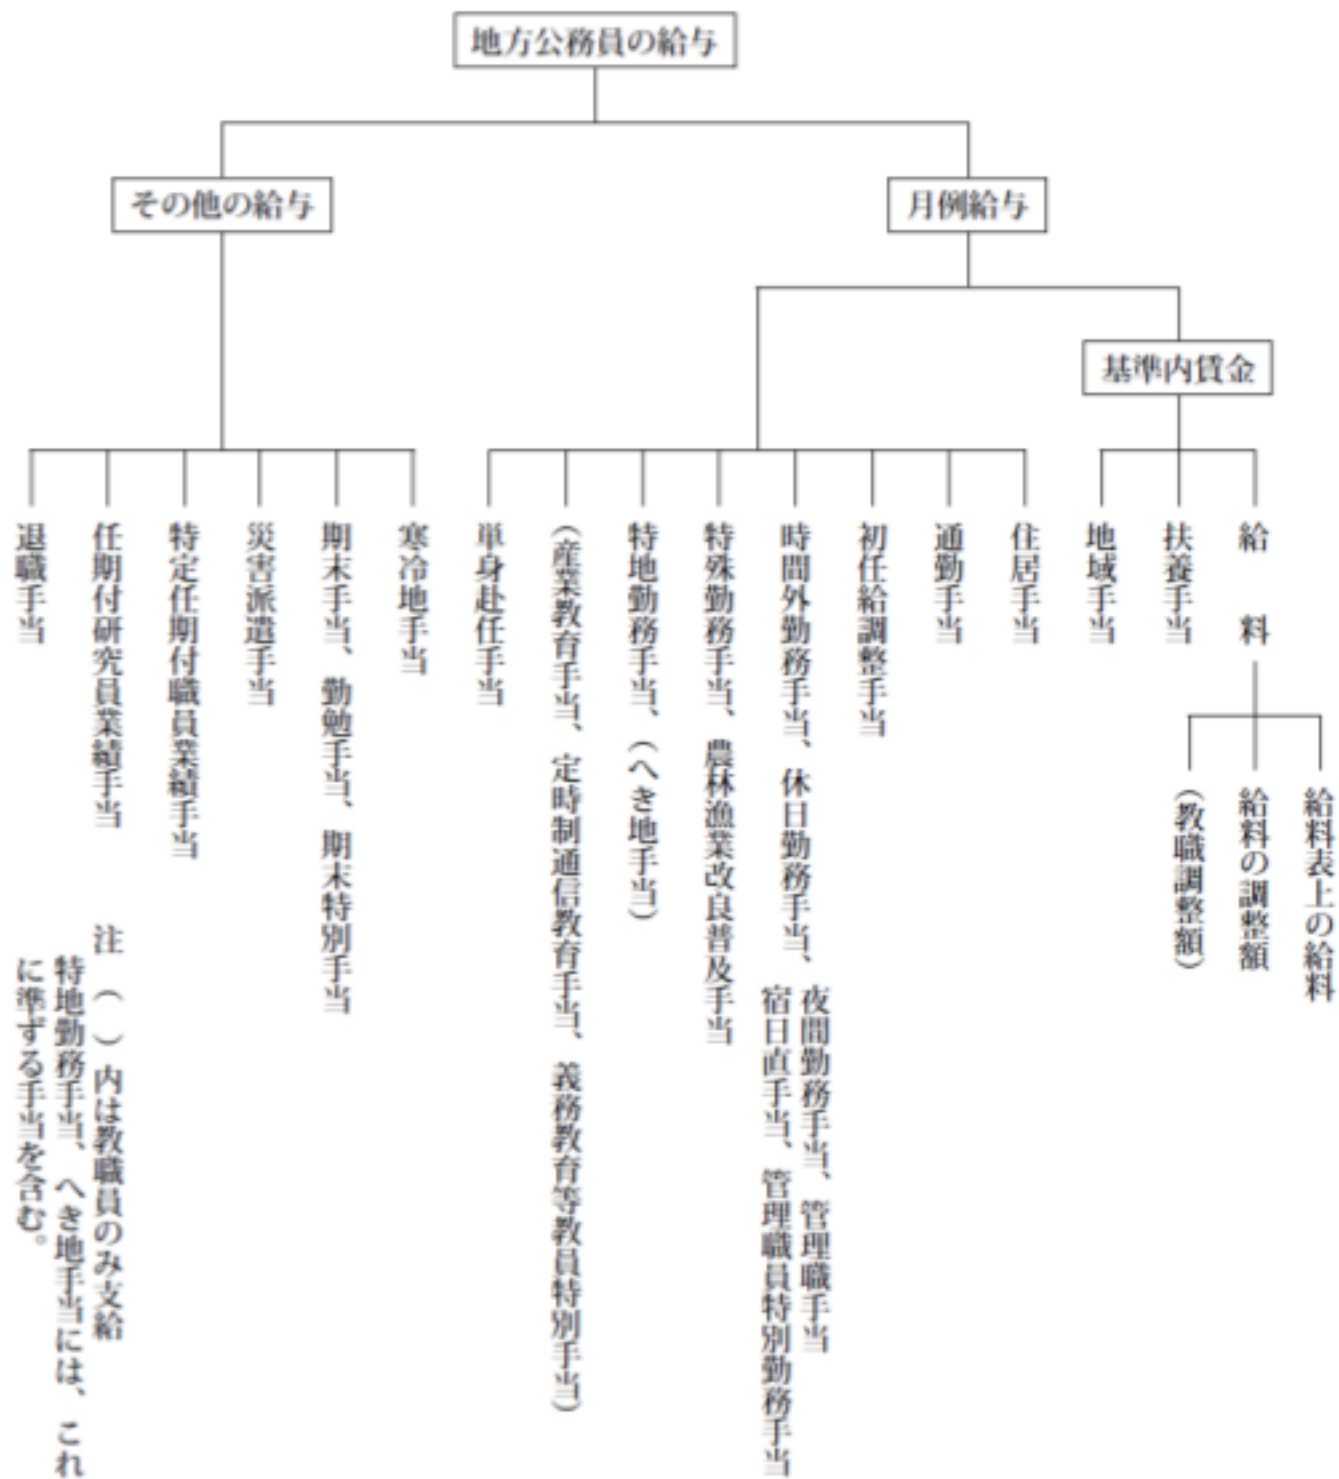 地方公務員の給与
月例給与
基準内賃金
給　料
給料表上の給料
給料の調整額
（教職調整額）
扶養手当
地域手当
住居手当
通勤手当
初任給調整手当
時間外勤務手当、休日勤務手当、
夜間勤務手当、管理職手当
宿日直手当、管理職員特別勤務手当
特殊勤務手当、農林漁業改良普及手当
特地勤務手当、（へき地手当）
（産業教育手当、定時制通信教育手当、義務教育等教員特別手当）
単身赴任手当
その他の給与
寒冷地手当
期末手当、勤勉手当、期末特別手当
災害派遣手当
特定任期付職員業績手当
任期付研究員業績手当
退職手当
注（　）内は教職員のみ支給
特地勤務手当、へき地手当には、これ
に準ずる手当を含む。